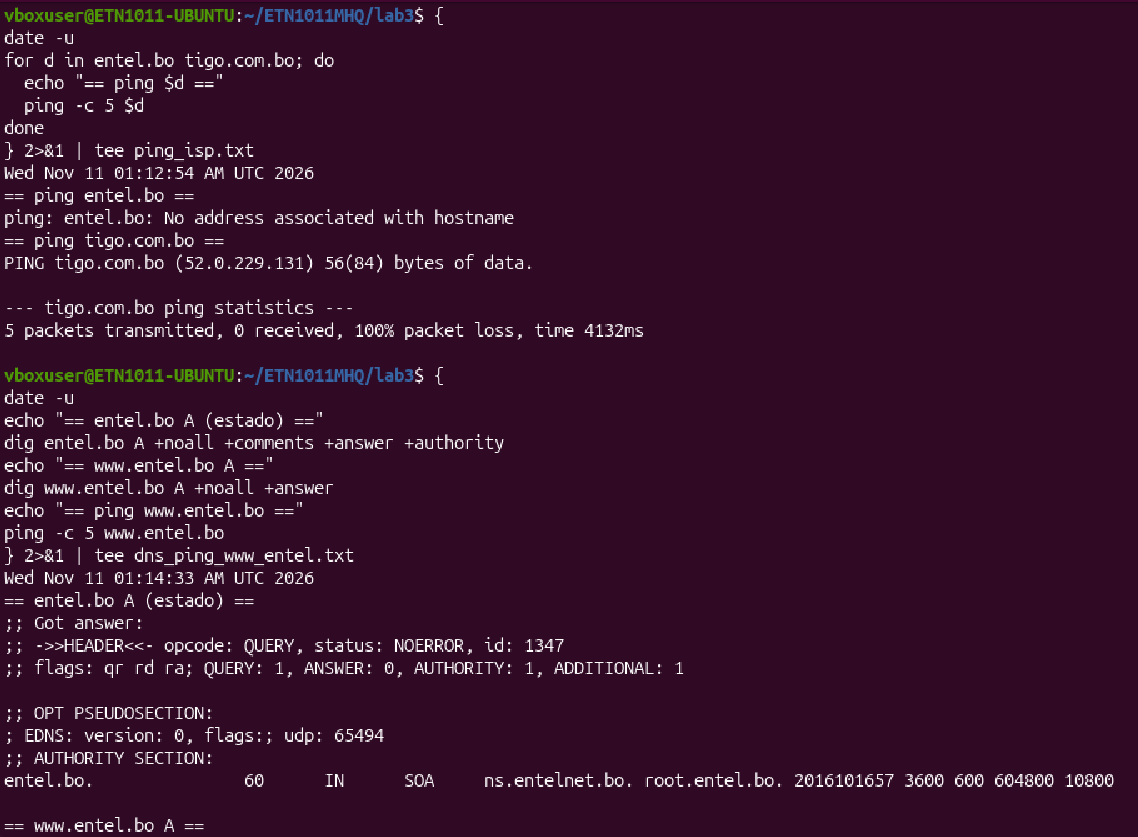 vboxuser@ETN1011-UBUNTU:~/ETN1011MHQ/lab3$ {
date -u
for d in entel.bo tigo.com.bo; do
  echo "== ping $d =="
  ping -c 5 $d
done
} 2>&1 | tee ping_isp.txt
Wed Nov 11 01:12:54 AM UTC 2026
== ping entel.bo ==
ping: entel.bo: No address associated with hostname
== ping tigo.com.bo ==
PING tigo.com.bo (52.0.229.131) 56(84) bytes of data.

--- tigo.com.bo ping statistics ---
5 packets transmitted, 0 received, 100% packet loss, time 4132ms

vboxuser@ETN1011-UBUNTU:~/ETN1011MHQ/lab3$ {
date -u
echo "== entel.bo A (estado) =="
dig entel.bo A +noall +comments +answer +authority
echo "== www.entel.bo A =="
dig www.entel.bo A +noall +answer
echo "== ping www.entel.bo =="
ping -c 5 www.entel.bo
} 2>&1 | tee dns_ping_www_entel.txt
Wed Nov 11 01:14:33 AM UTC 2026
== entel.bo A (estado) ==
;; Got answer:
;; ->>HEADER<<- opcode: QUERY, status: NOERROR, id: 1347
;; flags: qr rd ra; QUERY: 1, ANSWER: 0, AUTHORITY: 1, ADDITIONAL: 1

;; OPT PSEUDOSECTION:
; EDNS: version: 0, flags:; udp: 65494
;; AUTHORITY SECTION:
entel.bo.		60	IN	SOA	ns.entelnet.bo. root.entel.bo. 2016101657 3600 600 604800 10800

== www.entel.bo A ==